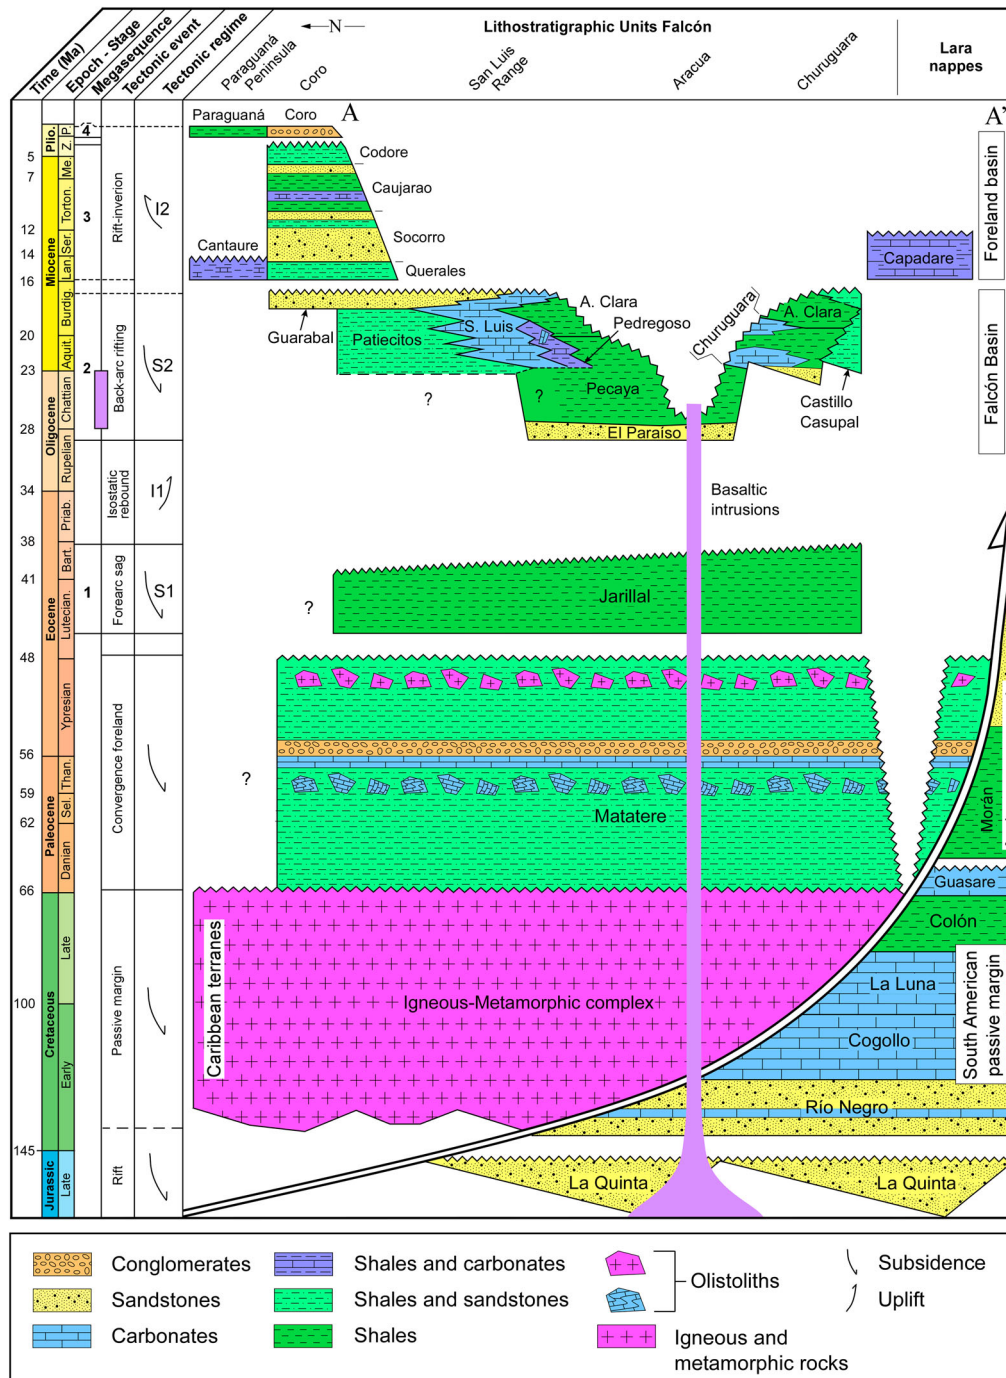 Lithostratigraphic Units Falcón
←N
Time (Ma)
Epoch - Stage
Megasequence
Tectonic event
Tectonic regime
Paraguaná
Peninsula
Coro
San Luis
Range
Aracua
Churuguara
Lara
nappes
A
A'
Plio.
P.
Z.
4
Paraguaná
Coro
5
Me.
Codore
7
Miocene
Torton.
3
Rift-inverion
I2
Caujarao
12
Ser.
Socorro
Cantaure
14
Lan.
Querales
16
Capadare
Foreland basin
Burdig.
Guarabal
20
Aquit.
Patiecitos
S. Luis
A. Clara
Pedregoso
Churuguara
A. Clara
23
2
Back-arc rifting
S2
Pecaya
Castillo
Casupal
Falcón Basin
Oligocene
Chattian
?
?
28
El Paraiso
Rupelian
Isostatic
rebound
I1
Basaltic
intrusions
34
Priab.
38
Bart.
41
Eocene
Lutecian.
1
Forearc sag
S1
?
Jarillal
48
Ypresian
Convergence foreland
56
?
Than.
59
Paleocene
Sel.
Matatere
Morán
62
Danian
66
Guasare
Colón
Cretaceous
Late
Passive margin
Caribbean terranes
Igneous-Metamorphic complex
La Luna
South American
passive margin
100
Early
Cogollo
Río Negro
145
Jurassic
Late
Rift
La Quinta
La Quinta
Conglomerates
Shales and carbonates
Olistoliths
Subsidence
Sandstones
Shales and sandstones
Uplift
Carbonates
Shales
Igneous and
metamorphic rocks